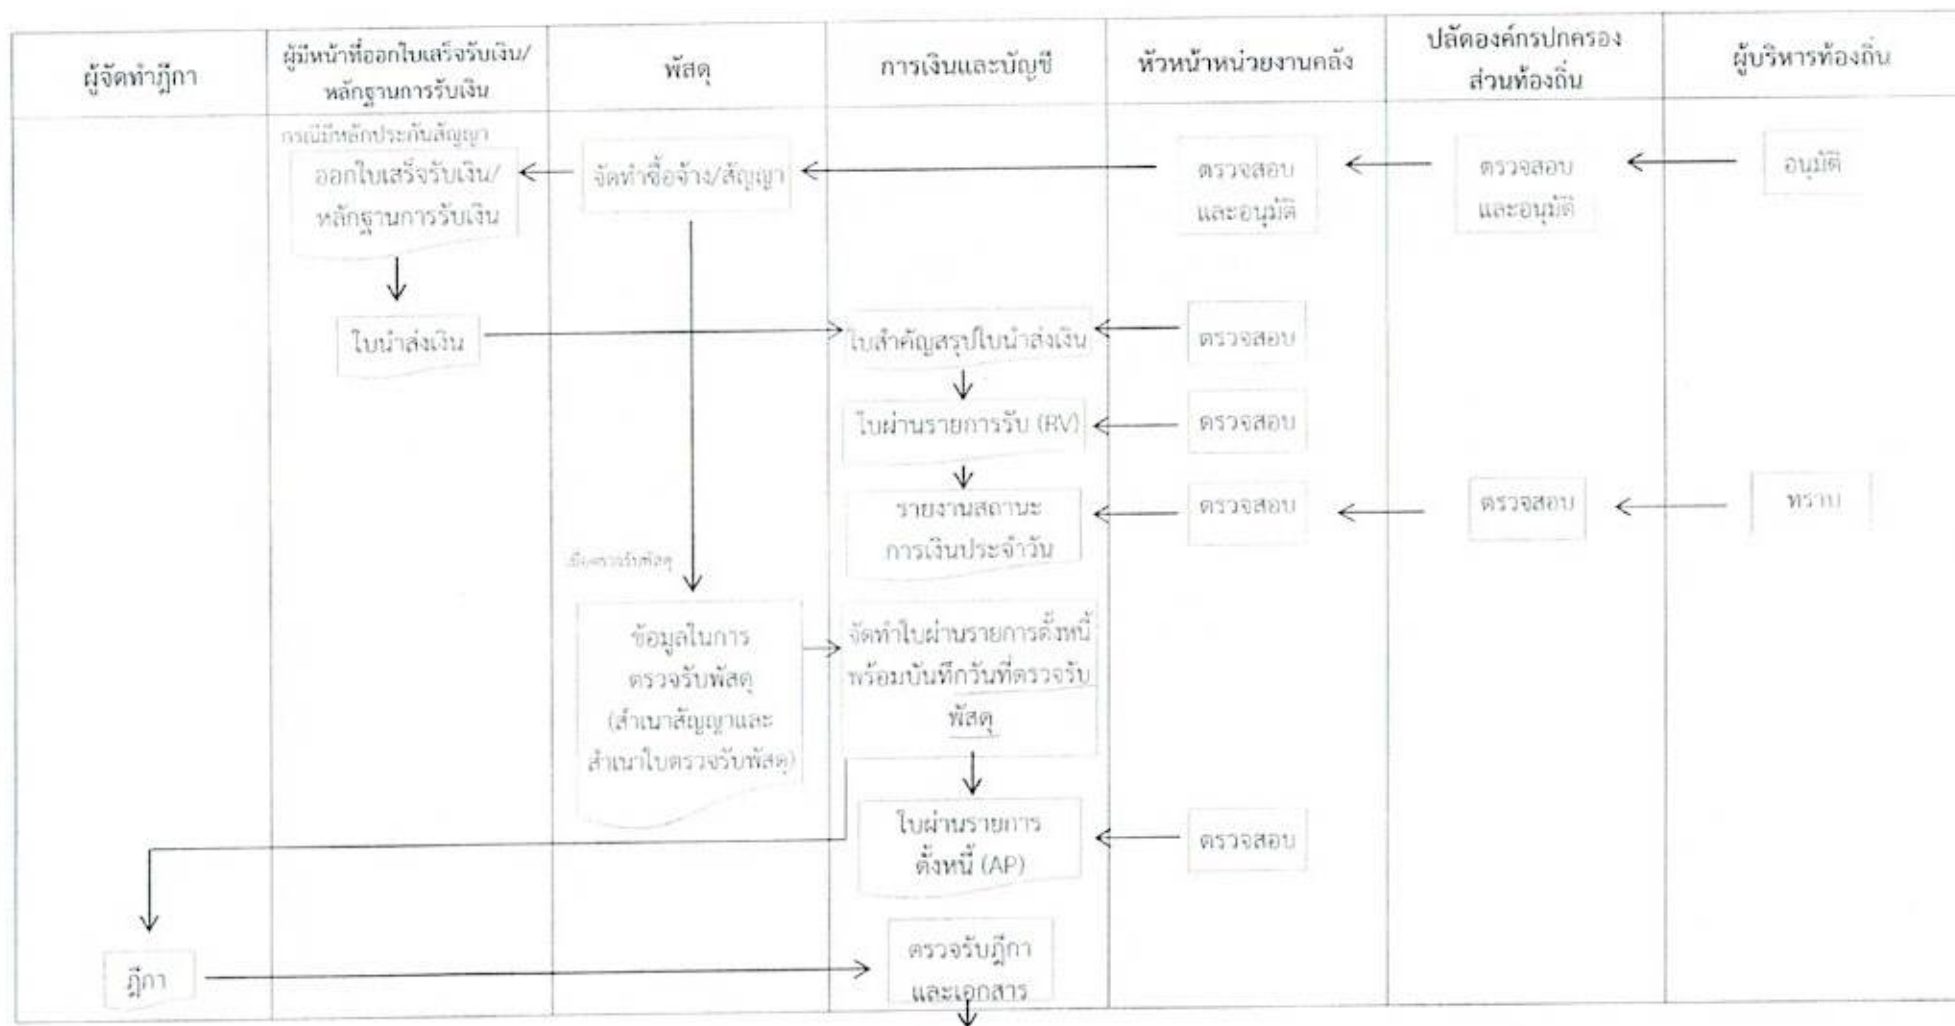 ผู้จัดทำฎีกา
ผู้มีหน้าที่ออกใบเสร็จรับเงิน/
หลักฐานการรับเงิน
พัสดุ
การเงินและบัญชี
หัวหน้าหน่วยงานคลัง
ปลัดองค์กรปกครอง
ส่วนท้องถิ่น
ผู้บริหารท้องถิ่น
กรณีมีหลักประกันสัญญา
ออกใบเสร็จรับเงิน/
หลักฐานการรับเงิน
จัดทำซื้อจ้าง/สัญญา
ตรวจสอบ
และอนุมัติ
ตรวจสอบ
และอนุมัติ
อนุมัติ
ใบนำส่งเงิน
ใบสำคัญสรุปใบนำส่งเงิน
ตรวจสอบ
ใบผ่านรายการรับ (RV)
ตรวจสอบ
รายงานสถานะ
การเงินประจำวัน
ตรวจสอบ
ตรวจสอบ
ทราบ
เมื่อตรวจรับพัสดุ
ข้อมูลในการ
ตรวจรับพัสดุ
(สำเนาสัญญาและ
สำเนาใบตรวจรับพัสดุ)
จัดทำใบผ่านรายการตั้งหนี้
พร้อมบันทึกวันที่ตรวจรับ
พัสดุ
ใบผ่านรายการ
ตั้งหนี้ (AP)
ตรวจสอบ
ฎีกา
ตรวจรับฎีกา
และเอกสาร